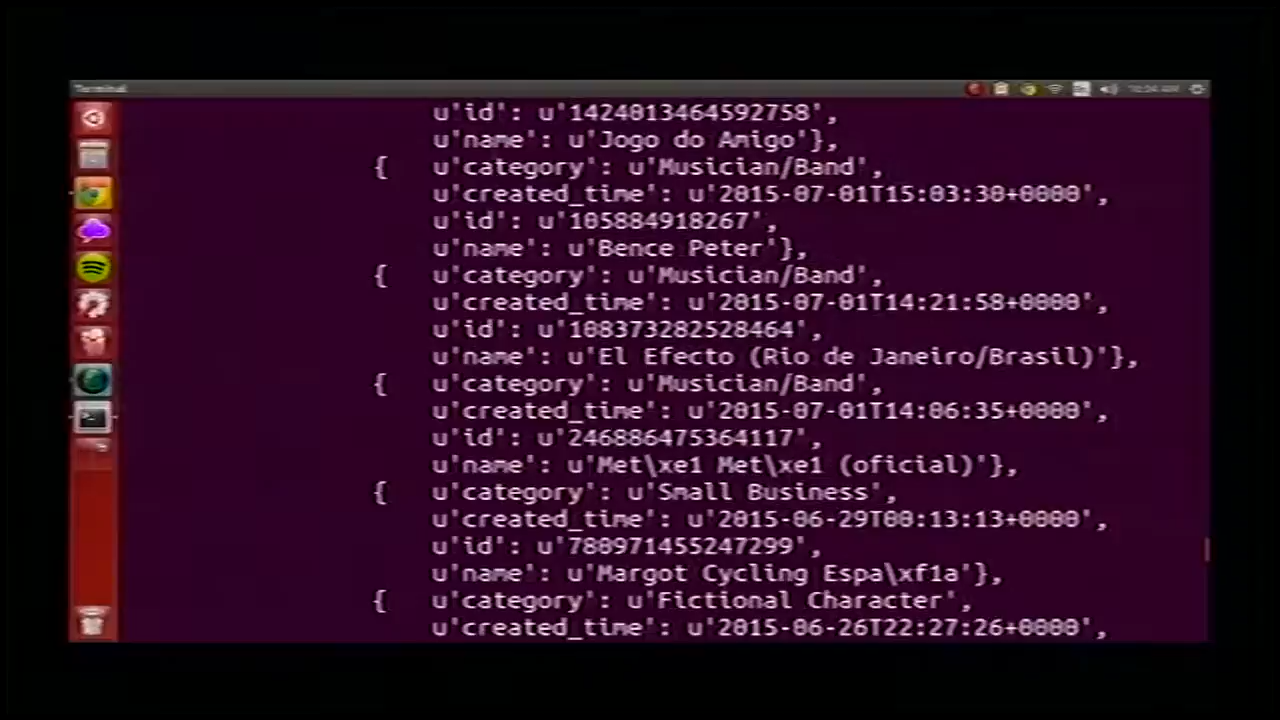 Terminal
u'id': u'1424013464592758',
u'name': u'Jogo do Amigo'},
{ u'category': u'Musician/Band',
u'created_time': u'2015-07-01T15:03:30+0000',
u'id': u'105884918267',
u'name': u'Bence Peter'},
{ u'category': u'Musician/Band',
u'created_time': u'2015-07-01T14:21:58+0000',
u'id': u'108373282528464',
u'name': u'El Efecto (Rio de Janeiro/Brasil)'},
{ u'category': u'Musician/Band',
u'created_time': u'2015-07-01T14:06:35+0000',
u'id': u'246886475364117',
u'name': u'Met\xe1 Met\xe1 (oficial)'},
{ u'category': u'Small Business',
u'created_time': u'2015-06-29T00:13:13+0000',
u'id': u'780971455247299',
u'name': u'Margot Cycling Espa\xf1a'},
{ u'category': u'Fictional Character',
u'created_time': u'2015-06-26T22:27:26+0000',